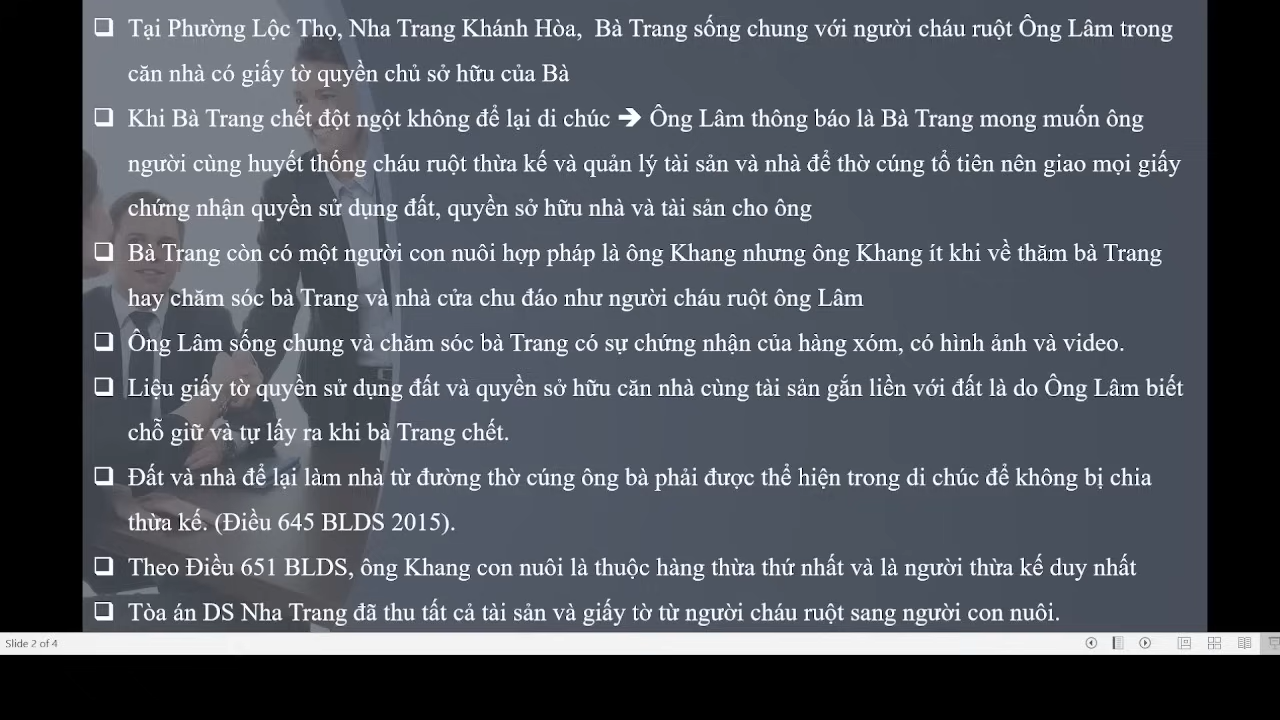 ❑ Tại Phường Lộc Thọ, Nha Trang Khánh Hòa, Bà Trang sống chung với người cháu ruột Ông Lâm trong
căn nhà có giấy tờ quyền chủ sở hữu của Bà
❑ Khi Bà Trang chết đột ngột không để lại di chúc ➔ Ông Lâm thông báo là Bà Trang mong muốn ông
người cùng huyết thống cháu ruột thừa kế và quản lý tài sản và nhà để thờ cúng tổ tiên nên giao mọi giấy
chứng nhận quyền sử dụng đất, quyền sở hữu nhà và tài sản cho ông
❑ Bà Trang còn có một người con nuôi hợp pháp là ông Khang nhưng ông Khang ít khi về thăm bà Trang
hay chăm sóc bà Trang và nhà cửa chu đáo như người cháu ruột ông Lâm
❑ Ông Lâm sống chung và chăm sóc bà Trang có sự chứng nhận của hàng xóm, có hình ảnh và video.
❑ Liệu giấy tờ quyền sử dụng đất và quyền sở hữu căn nhà cùng tài sản gắn liền với đất là do Ông Lâm biết
chỗ giữ và tự lấy ra khi bà Trang chết.
❑ Đất và nhà để lại làm nhà từ đường thờ cúng ông bà phải được thể hiện trong di chúc để không bị chia
thừa kế. (Điều 645 BLDS 2015).
❑ Theo Điều 651 BLDS, ông Khang con nuôi là thuộc hàng thừa thứ nhất và là người thừa kế duy nhất
❑ Tòa án DS Nha Trang đã thu tất cả tài sản và giấy tờ từ người cháu ruột sang người con nuôi.
Slide 2 of 4